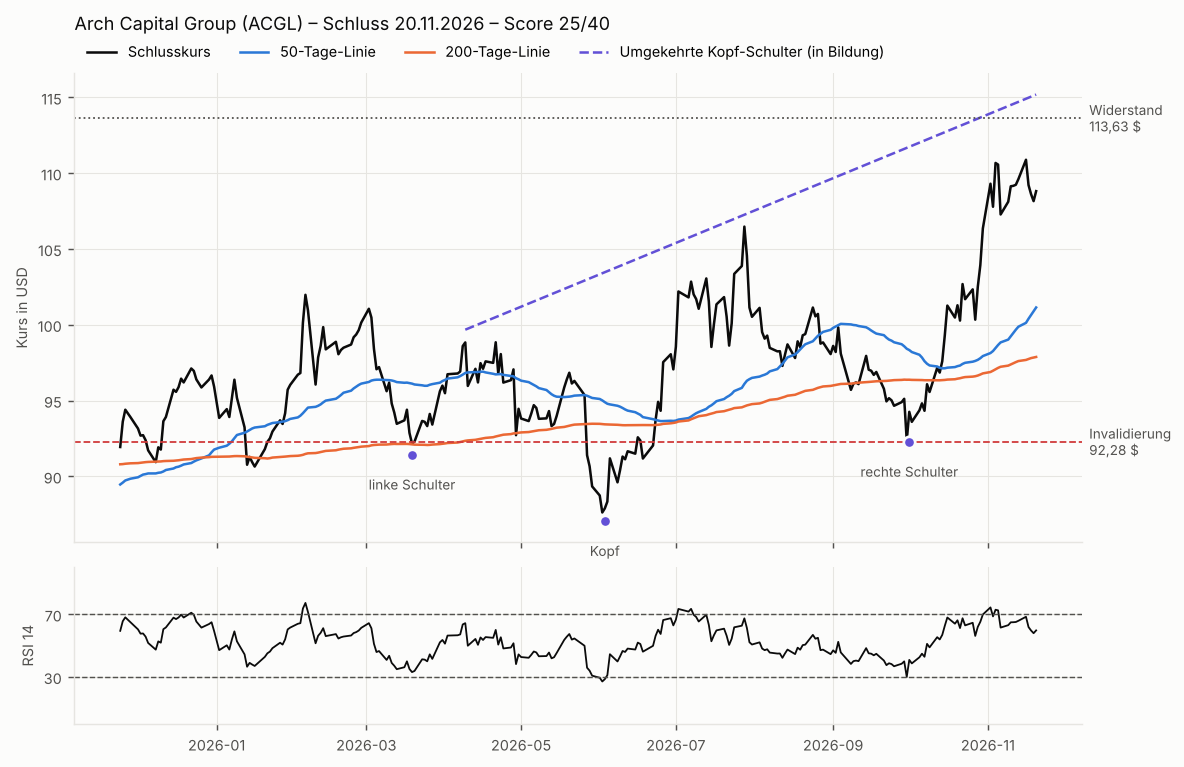 Arch Capital Group (ACGL) – Schluss 20.11.2026 – Score 25/40
Schlusskurs
50-Tage-Linie
200-Tage-Linie
Umgekehrte Kopf-Schulter (in Bildung)
Kurs in USD
115
110
105
100
95
90
Widerstand
113,63 $
Invalidierung
92,28 $
linke Schulter
Kopf
rechte Schulter
RSI 14
70
30
2026-01
2026-03
2026-05
2026-07
2026-09
2026-11